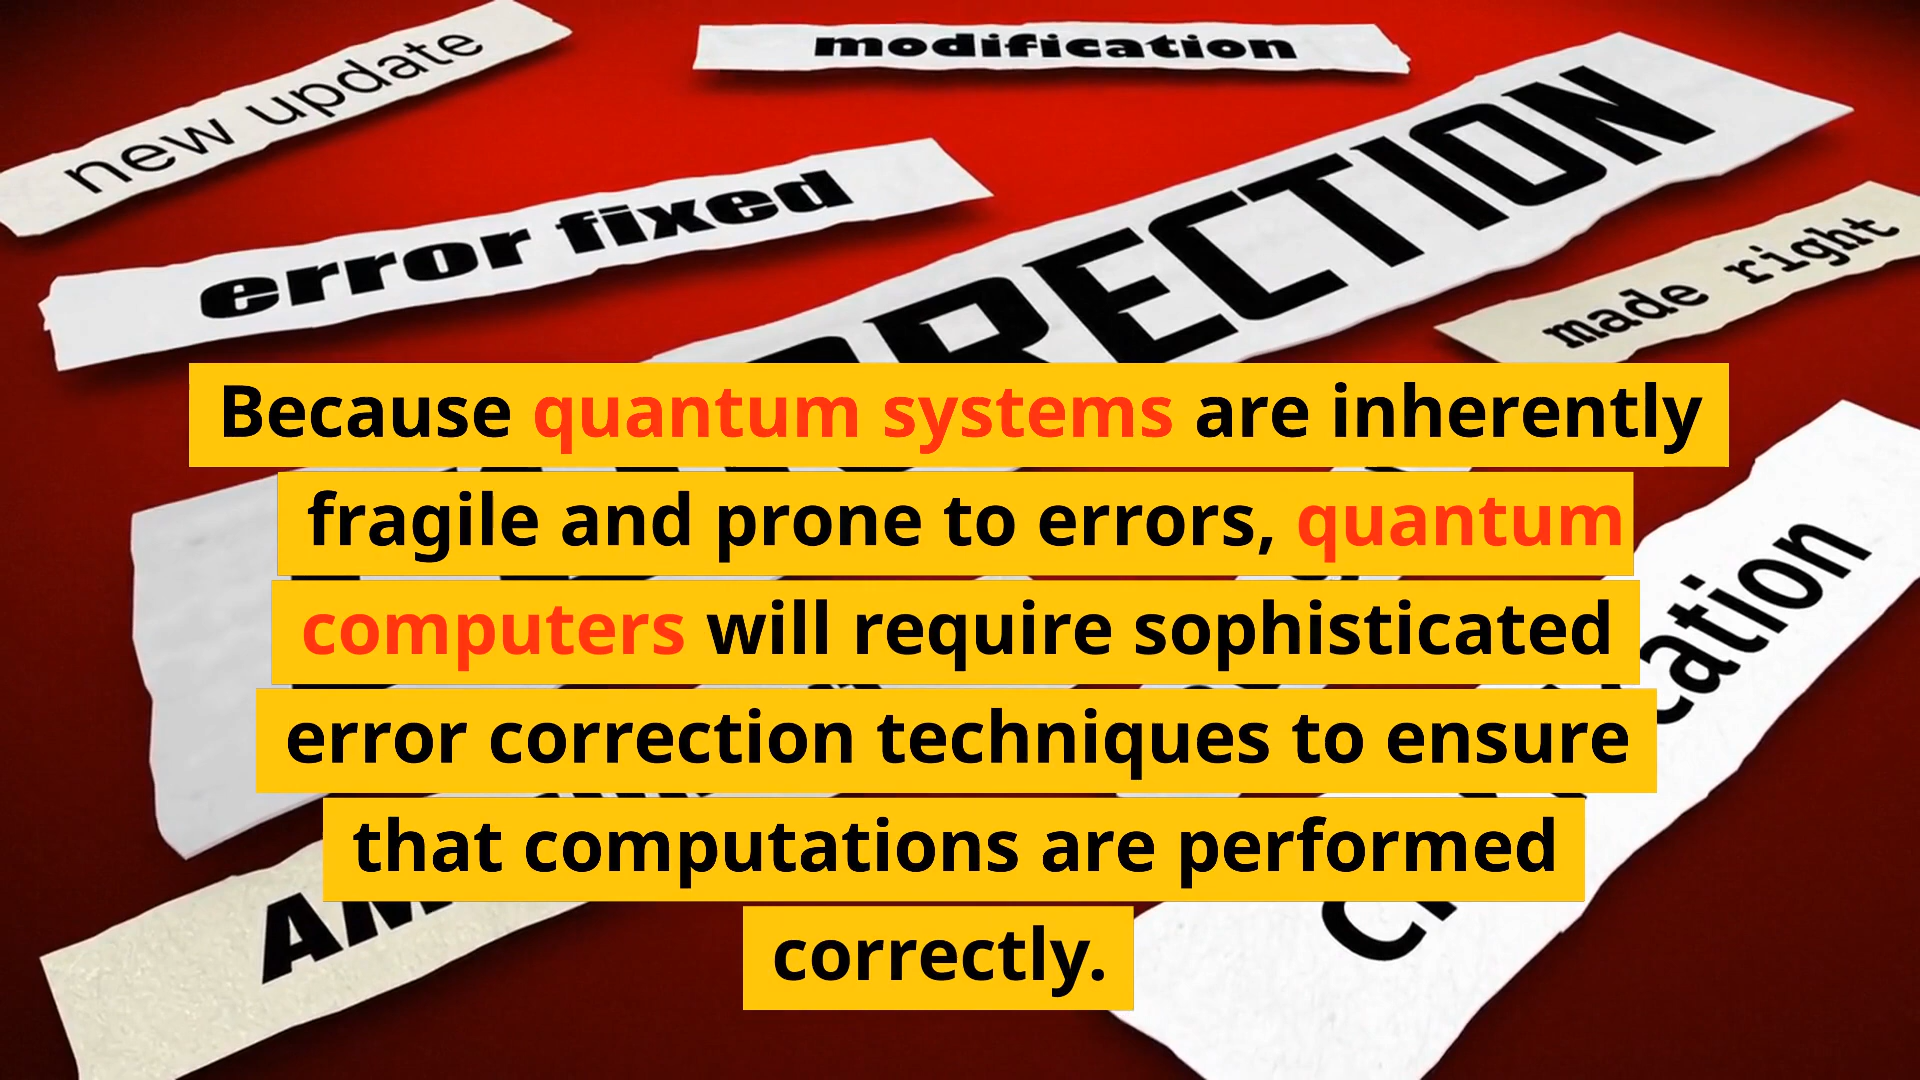 new update
modification
error fixed
RECTION
made right
Because quantum systems are inherently
fragile and prone to errors, quantum
computers will require sophisticated
error correction techniques to ensure
that computations are performed
correctly.